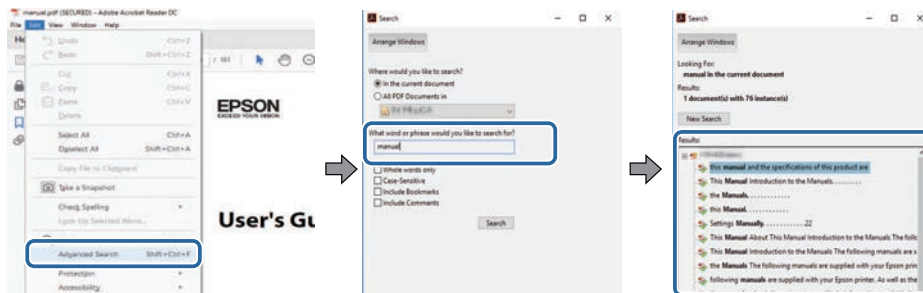 manual.pdf (SECURED) - Adobe Acrobat Reader DC
File Edit View Window Help
Undo Ctrl+Z
Redo Shift+Ctrl+Z
Cut Ctrl+X
Copy Ctrl+C
Paste Ctrl+V
Delete
Select All Ctrl+A
Deselect All Shift+Ctrl+A
Copy File to Clipboard
Take a Snapshot
Check Spelling
Look Up Selected Word...
Advanced Search Shift+Ctrl+F
Protection
Accessibility
/ 181
EPSON
EXCEED YOUR VISION
User's Gu
Search
Arrange Windows
Where would you like to search?
In the current document
All PDF Documents in
What word or phrase would you like to search for?
manual
Whole words only
Case-Sensitive
Include Bookmarks
Include Comments
Search
Search
Arrange Windows
Looking For:
manual in the current document
Results:
1 document(s) with 76 instance(s)
New Search
Results:
this manual and the specifications of this product are
This Manual Introduction to the Manuals.........
the Manuals.............
this Manual.............
Settings Manually.............22
This Manual About This Manual Introduction to the Manuals The follo
This Manual Introduction to the Manuals The following manuals are s
the Manuals The following manuals are supplied with your Epson prin
following manuals are supplied with your Epson printer. As well as the